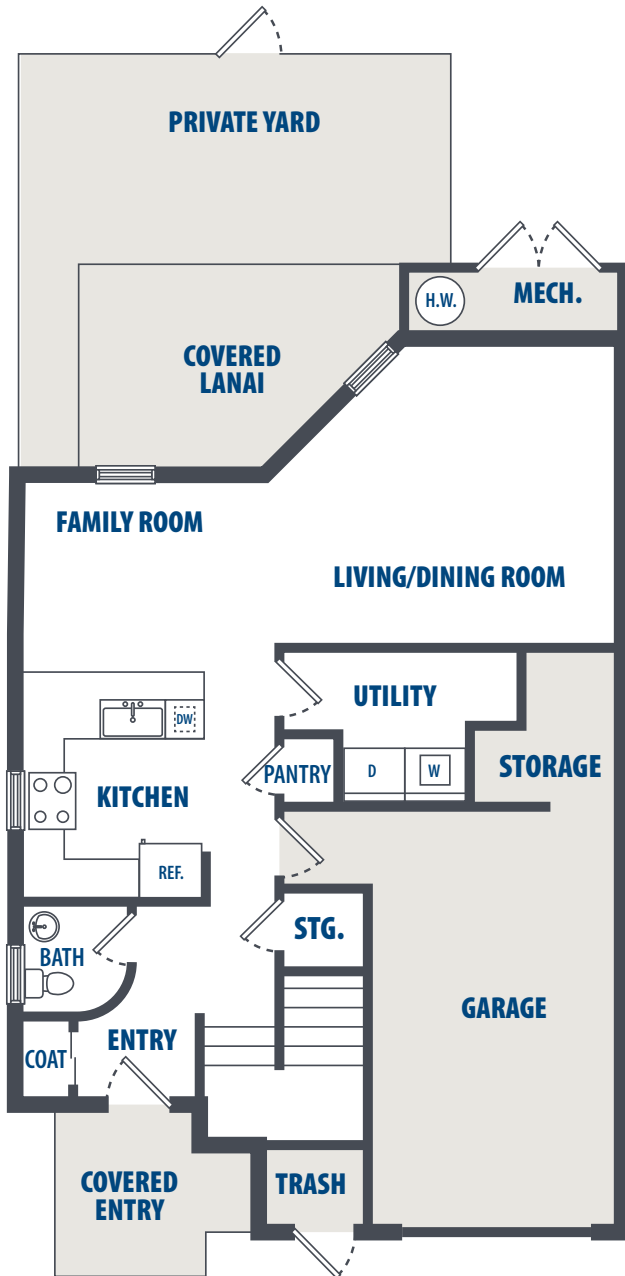 PRIVATE YARD
H.W.
MECH.
COVERED
LANAI
FAMILY ROOM
LIVING/DINING ROOM
UTILITY
DW
PANTRY
D
W
STORAGE
KITCHEN
REF.
STG.
BATH
GARAGE
ENTRY
COAT
COVERED
ENTRY
TRASH